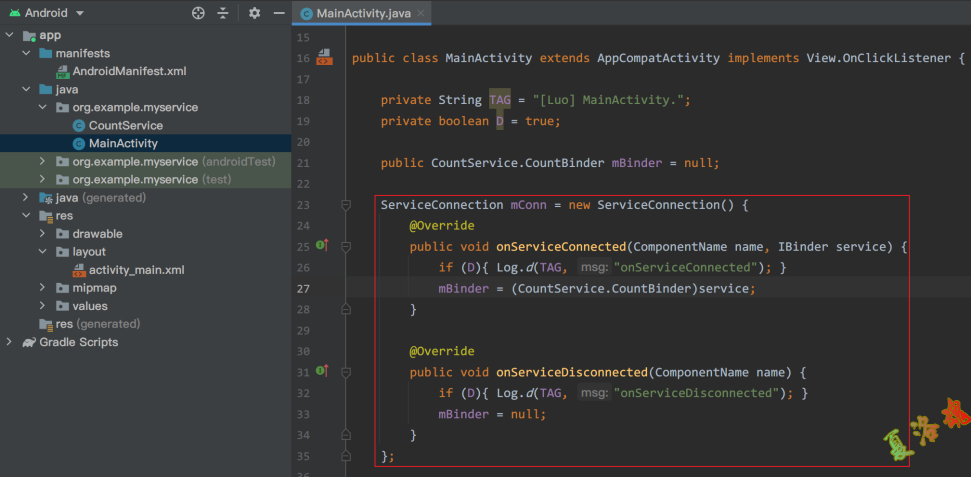 Android
app
manifests
AndroidManifest.xml
java
org.example.myservice
CountService
MainActivity
org.example.myservice (androidTest)
org.example.myservice (test)
java (generated)
res
drawable
layout
activity_main.xml
mipmap
values
res (generated)
Gradle Scripts
MainActivity.java
15
16 public class MainActivity extends AppCompatActivity implements View.OnClickListener {
17
18 private String TAG = "[Luo] MainActivity.";
19 private boolean D = true;
20
21 public CountService.CountBinder mBinder = null;
22
23 ServiceConnection mConn = new ServiceConnection() {
24 @Override
25 public void onServiceConnected(ComponentName name, IBinder service) {
26 if (D){ Log.d(TAG, msg: "onServiceConnected"); }
27 mBinder = (CountService.CountBinder)service;
28 }
29
30 @Override
31 public void onServiceDisconnected(ComponentName name) {
32 if (D){ Log.d(TAG, msg: "onServiceDisconnected"); }
33 mBinder = null;
34 }
35 };